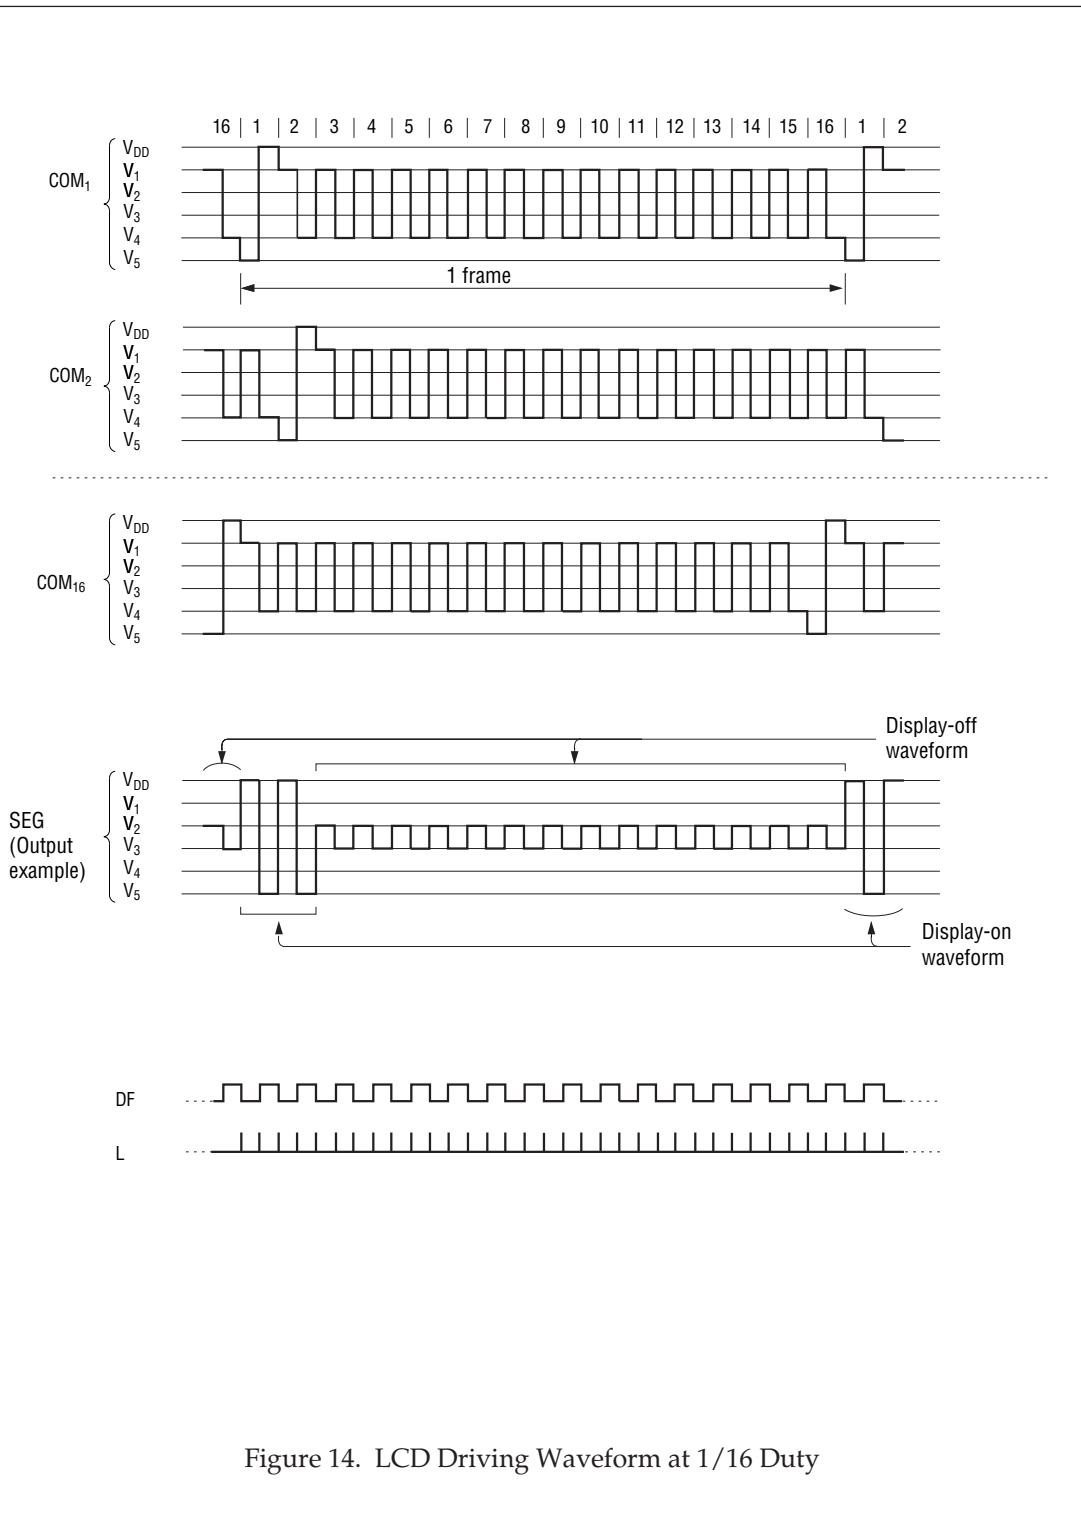 16 | 1 | 2 | 3 | 4 | 5 | 6 | 7 | 8 | 9 | 10 | 11 | 12 | 13 | 14 | 15 | 16 | 1 | 2
COM1
VDD
V1
V2
V3
V4
V5
1 frame
COM2
VDD
V1
V2
V3
V4
V5
COM16
VDD
V1
V2
V3
V4
V5
Display-off
waveform
SEG
(Output
example)
VDD
V1
V2
V3
V4
V5
Display-on
waveform
DF
L
Figure 14. LCD Driving Waveform at 1/16 Duty